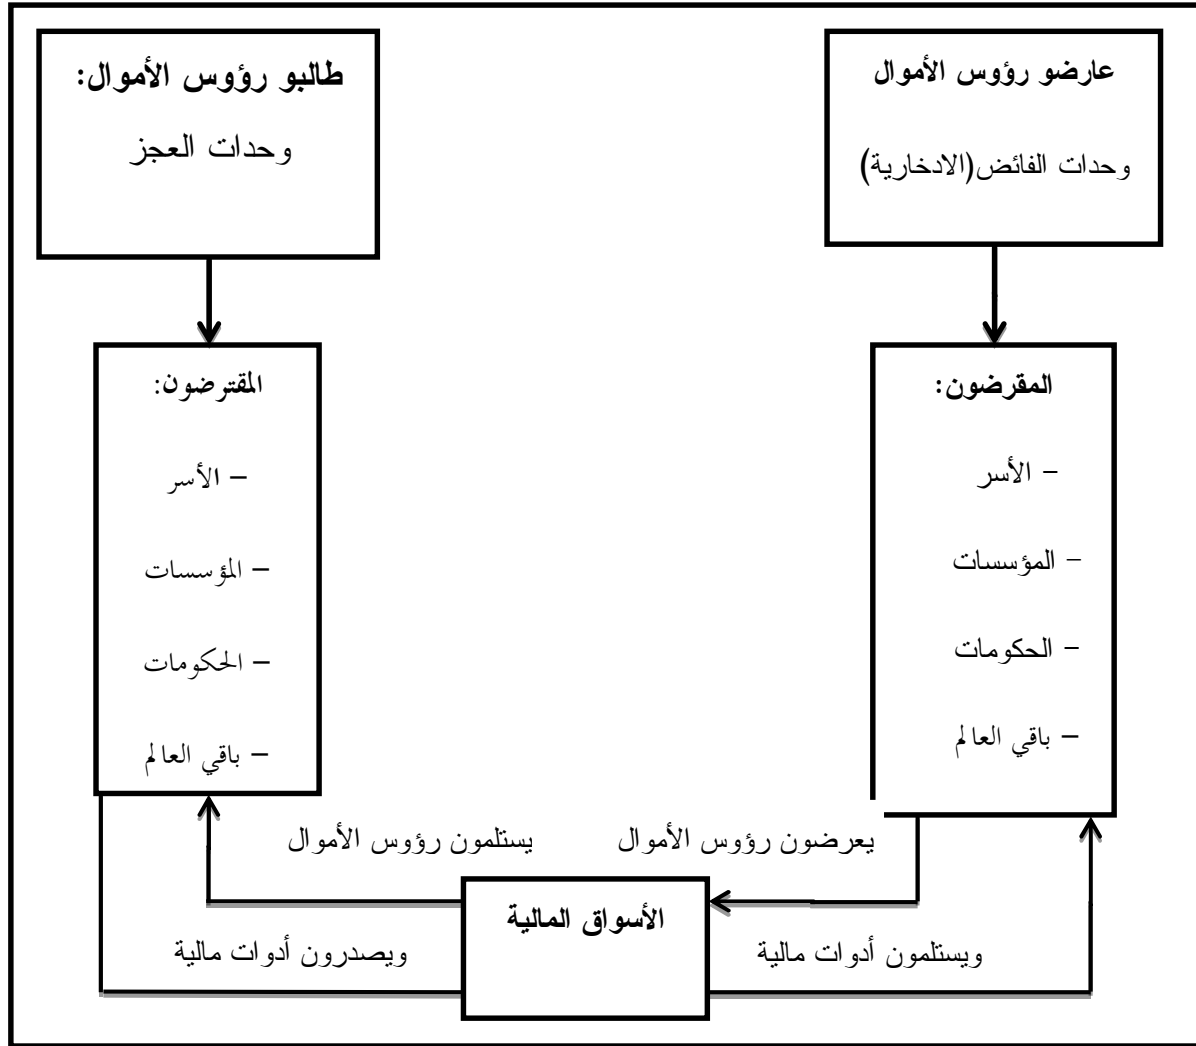 عارضو رؤوس الأموال
وحدات الفائض(الادخارية)
طالبو رؤوس الأموال:
وحدات العجز
المقرضون:
- الأسر
- المؤسسات
- الحكومات
– باقي العالم
المقترضون:
– الأسر
– المؤسسات
– الحكومات
– باقي العالم
يعرضون رؤوس الأموال
يستلمون رؤوس الأموال
الأسواق المالية
ويستلمون أدوات مالية
ويصدرون أدوات مالية